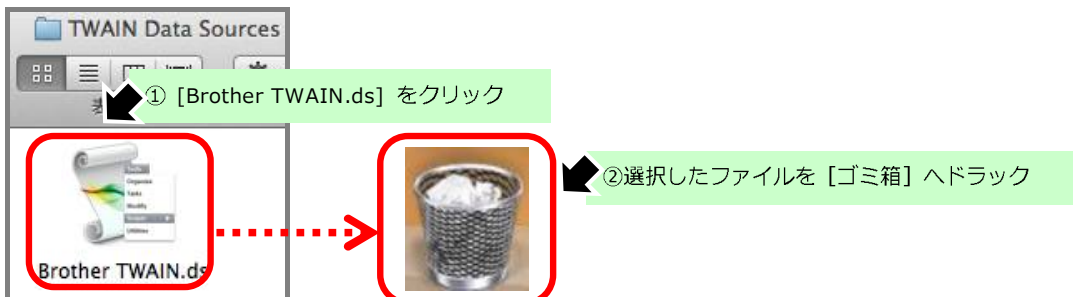 TWAIN Data Sources
① [Brother TWAIN.ds] をクリック
②選択したファイルを [ゴミ箱] へドラック
Brother TWAIN.ds